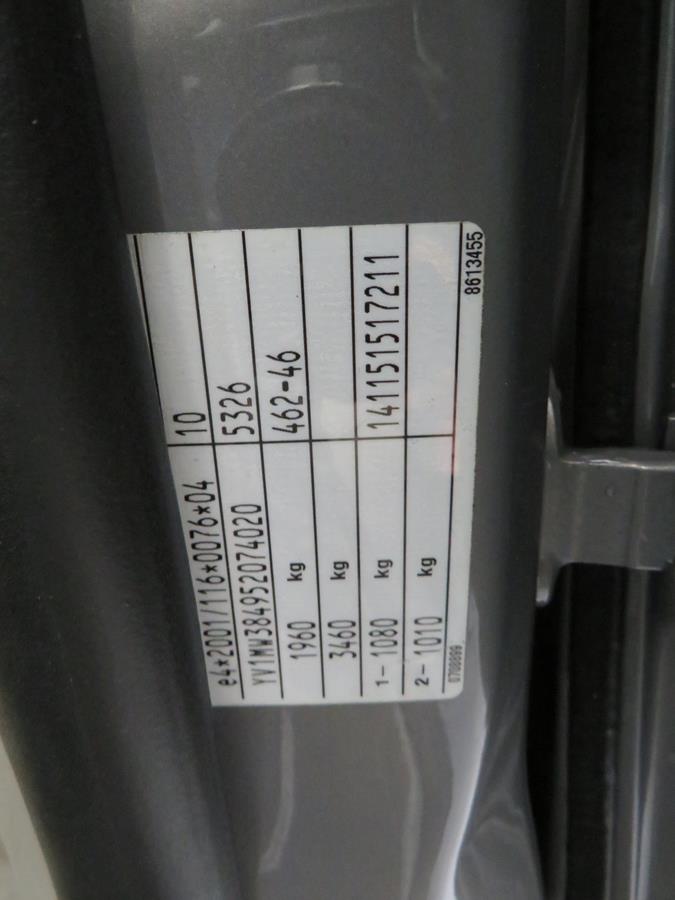 e4*2001/116*0076*04 10
YV1MW384952074020 5326
1960 kg 462-46
3460 kg
1- 1080 kg 141151517211
2- 1010 kg
0708899 8613455